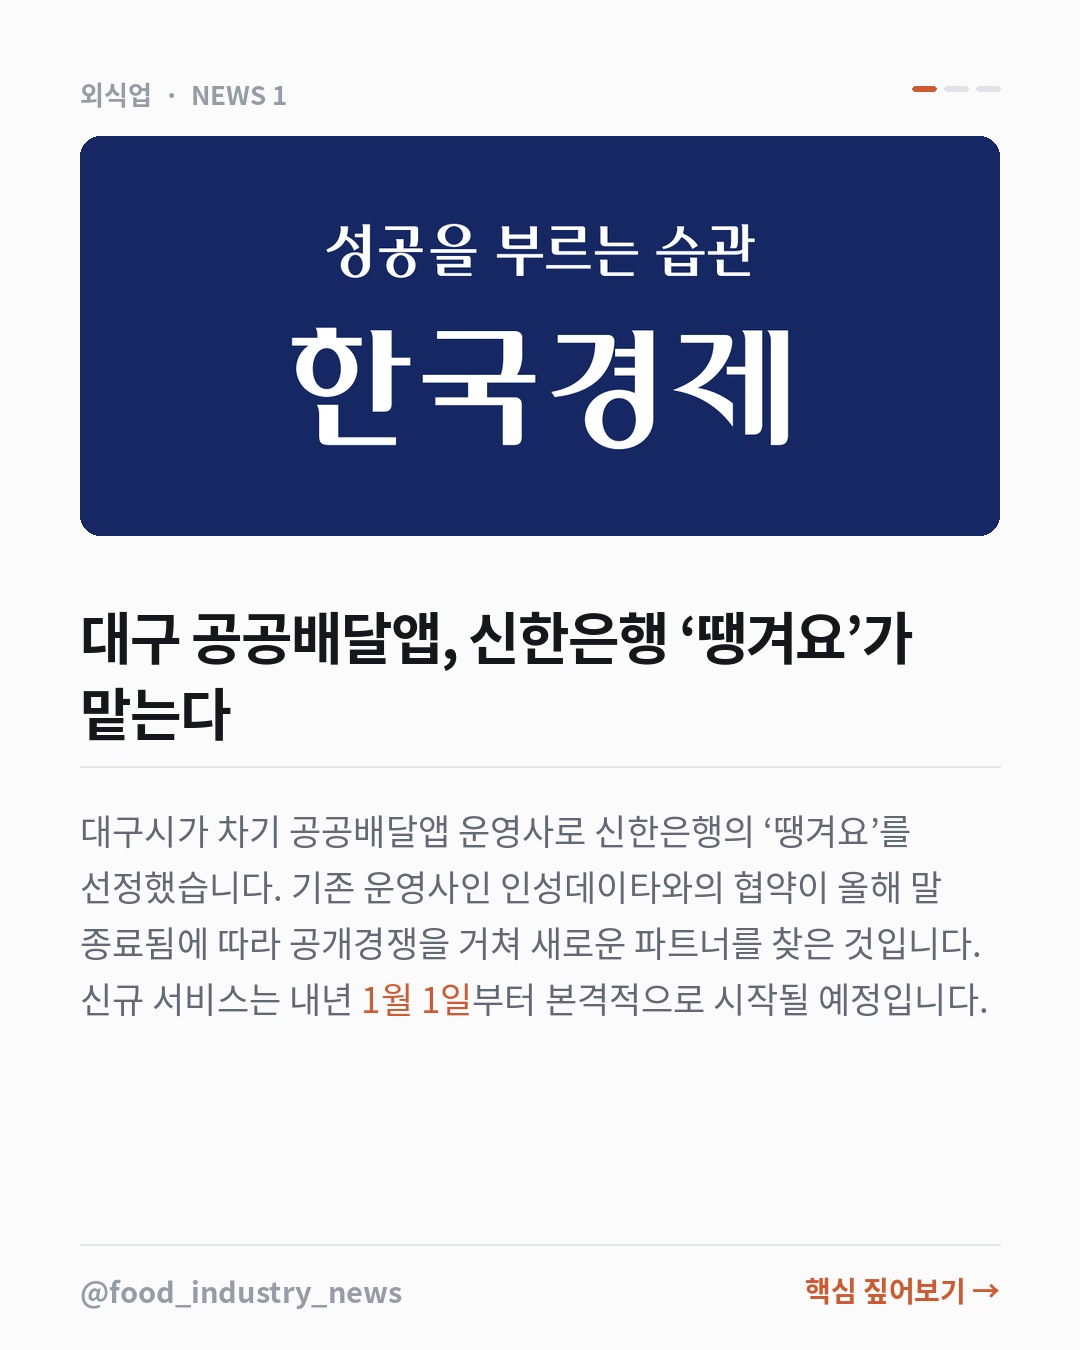 외식업 · NEWS 1
성공을 부르는 습관
한국경제
대구 공공배달앱, 신한은행 ‘땡겨요’가
맡는다
대구시가 차기 공공배달앱 운영사로 신한은행의 ‘땡겨요’를
선정했습니다. 기존 운영사인 인성데이타와의 협약이 올해 말
종료됨에 따라 공개경쟁을 거쳐 새로운 파트너를 찾은 것입니다.
신규 서비스는 내년 1월 1일부터 본격적으로 시작될 예정입니다.
@food_industry_news
핵심 짚어보기 →